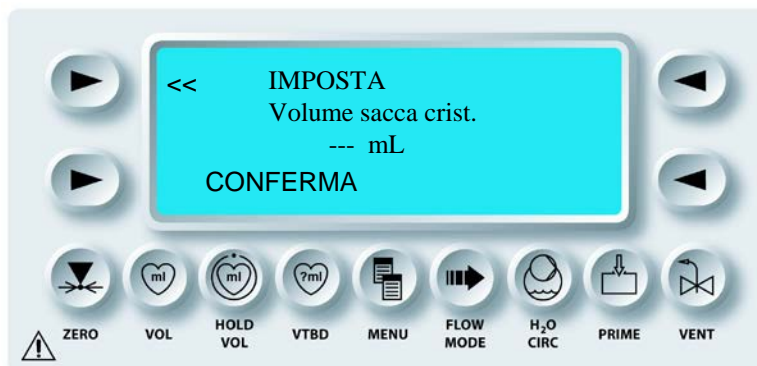 << IMPOSTA
Volume sacca crist.
--- mL
CONFERMA
ml
ml
?ml
ZERO
VOL
HOLD
VOL
VTBD
MENU
FLOW
MODE
H₂O
CIRC
PRIME
VENT